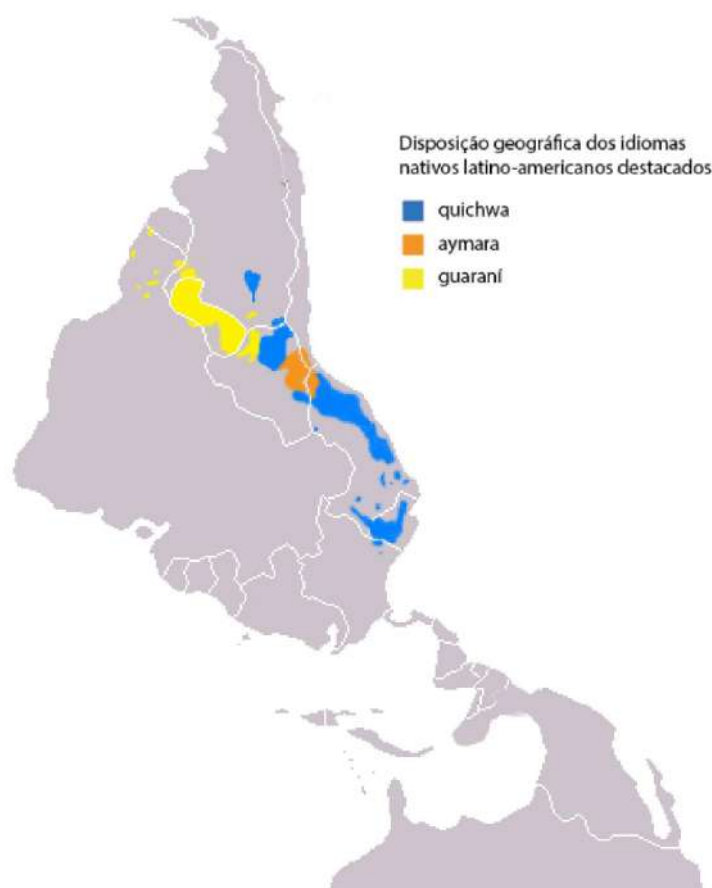 Disposição geográfica dos idiomas
nativos latino-americanos destacados
quichwa
aymara
guaraní